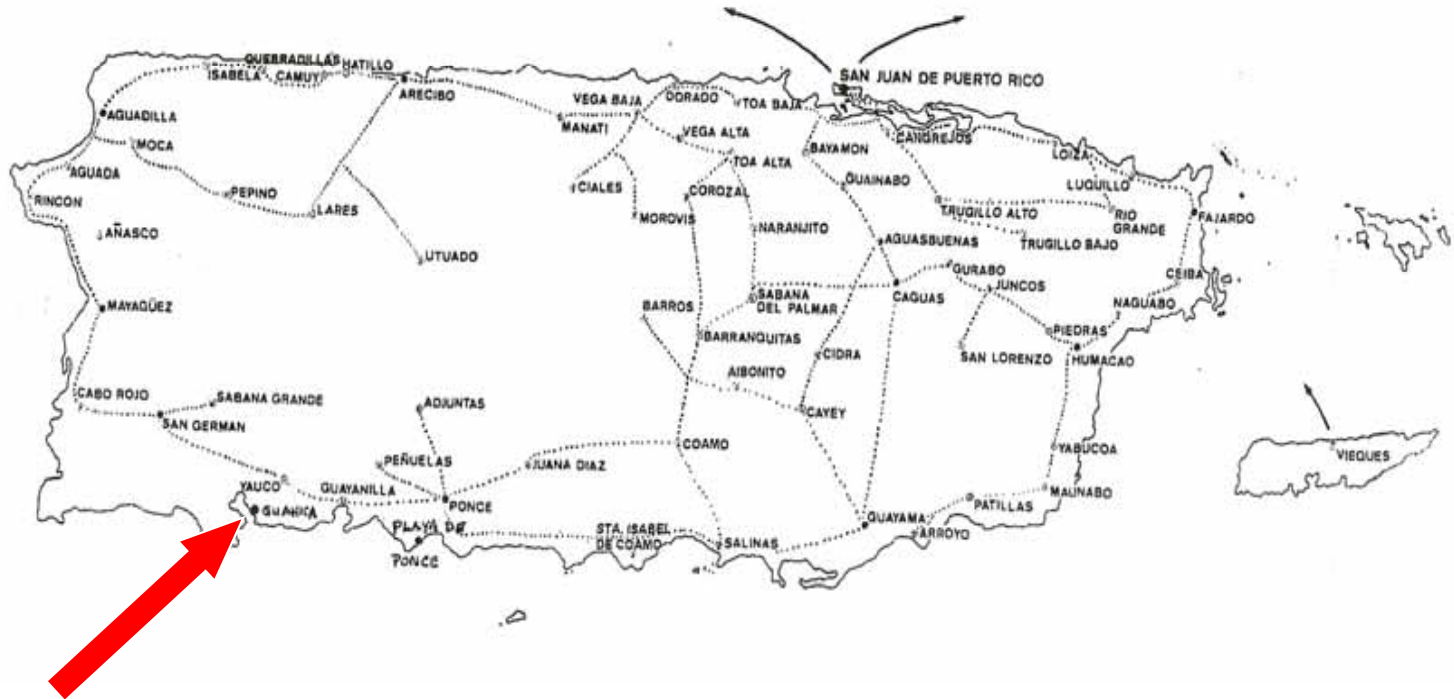 SAN JUAN DE PUERTO RICO
QUEBRADILLAS
HATILLO
ISABELA
CAMUY
ARECIBO
VEGA BAJA
DORADO
TOA BAJA
AGUADILLA
MANATI
VEGA ALTA
CANGREJOS
MOCA
TOA ALTA
BAYAMON
LOIZA
AGUADA
GUAINABO
LUQUILLO
RINCON
PEPINO
LARES
CIALES
COROZAL
MOROVIS
TRUGILLO ALTO
RIO
GRANDE
FAJARDO
AÑASCO
NARANJITO
AGUASBUENAS
TRUGILLO BAJO
UTUADO
GURABO
CEIBA
JUNCOS
MAYAGÜEZ
BARROS
SABANA
DEL PALMAR
CAGUAS
NAGUABO
BARRANQUITAS
PIEDRAS
CIDRA
SAN LORENZO
HUMACAO
AIBONITO
CABO ROJO
SABANA GRANDE
ADJUNTAS
CAYEY
SAN GERMAN
COAMO
YABUCOA
VIEQUES
PEÑUELAS
JUANA DIAZ
YAUCO
GUAYANILLA
MAUNABO
GUANICA
PONCE
PATILLAS
PLAYA DE
PONCE
STA. ISABEL
DE COAMO
GUAYAMA
ARROYO
SALINAS